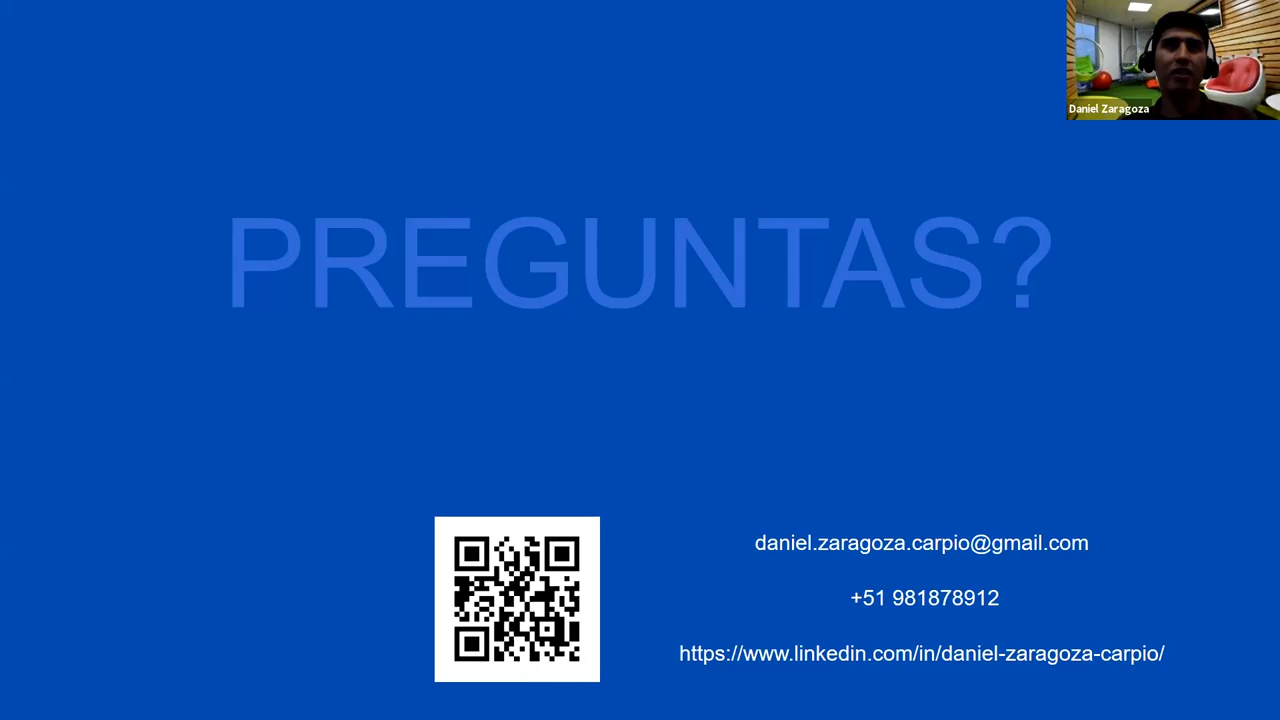 Daniel Zaragoza
PREGUNTAS?
daniel.zaragoza.carpio@gmail.com
+51 981878912
https://www.linkedin.com/in/daniel-zaragoza-carpio/